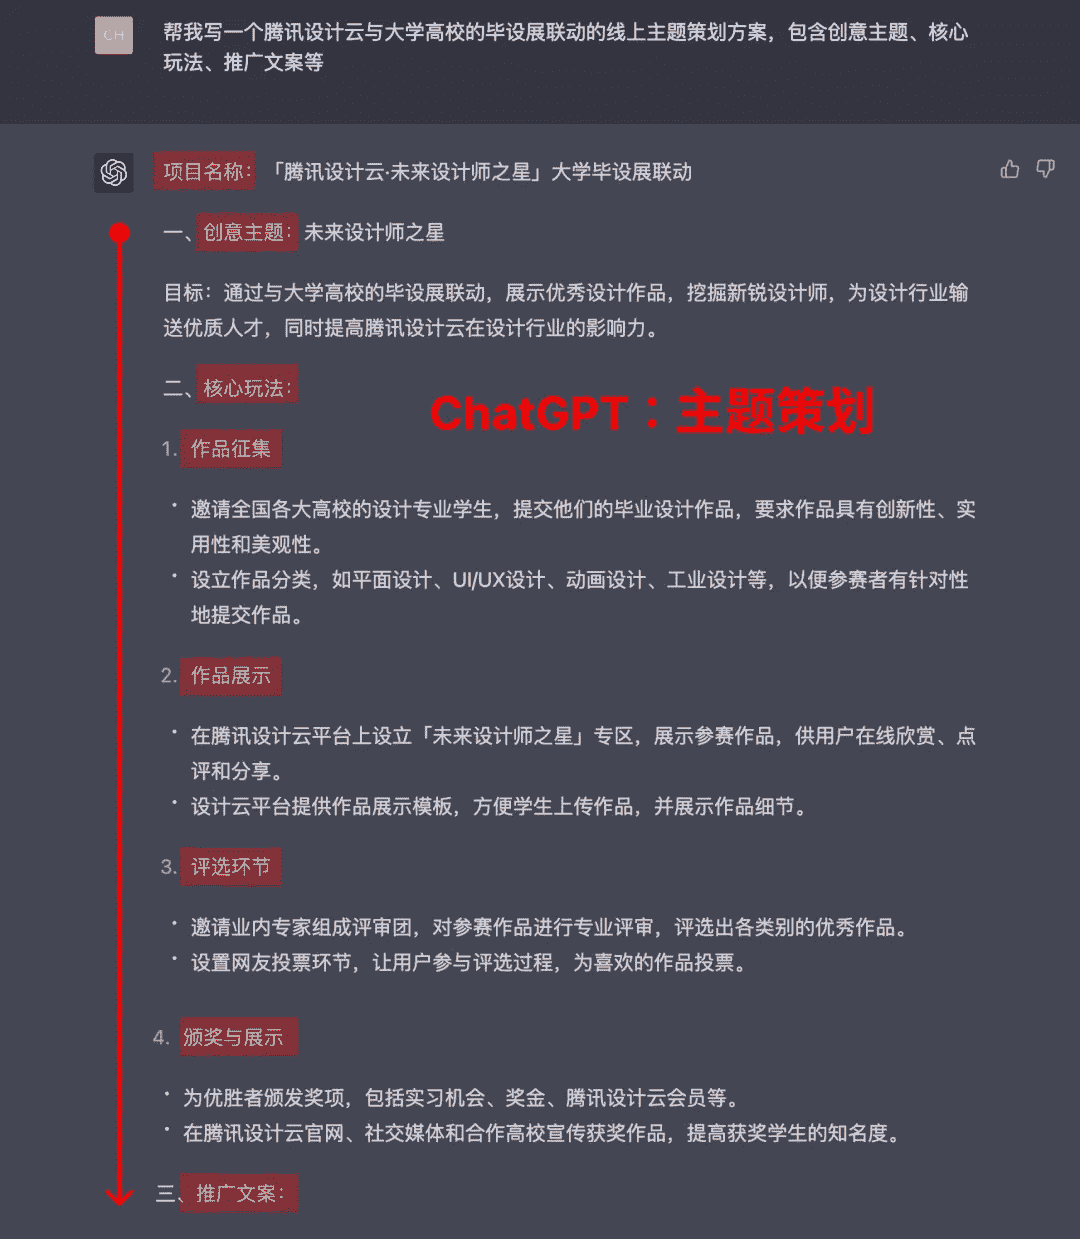 CH
帮我写一个腾讯设计云与大学高校的毕设展联动的线上主题策划方案，包含创意主题、核心
玩法、推广文案等
项目名称：「腾讯设计云·未来设计师之星」大学毕设展联动
一、创意主题：未来设计师之星
目标：通过与大学高校的毕设展联动，展示优秀设计作品，挖掘新锐设计师，为设计行业输
送优质人才，同时提高腾讯设计云在设计行业的影响力。
二、核心玩法：
ChatGPT：主题策划
1. 作品征集
• 邀请全国各大高校的设计专业学生，提交他们的毕业设计作品，要求作品具有创新性、实
用性和美观性。
• 设立作品分类，如平面设计、UI/UX设计、动画设计、工业设计等，以便参赛者有针对性
地提交作品。
2. 作品展示
• 在腾讯设计云平台上设立「未来设计师之星」专区，展示参赛作品，供用户在线欣赏、点
评和分享。
• 设计云平台提供作品展示模板，方便学生上传作品，并展示作品细节。
3. 评选环节
• 邀请业内专家组成评审团，对参赛作品进行专业评审，评选出各类别的优秀作品。
• 设置网友投票环节，让用户参与评选过程，为喜欢的作品投票。
4. 颁奖与展示
• 为优胜者颁发奖项，包括实习机会、奖金、腾讯设计云会员等。
• 在腾讯设计云官网、社交媒体和合作高校宣传获奖作品，提高获奖学生的知名度。
三、推广文案：